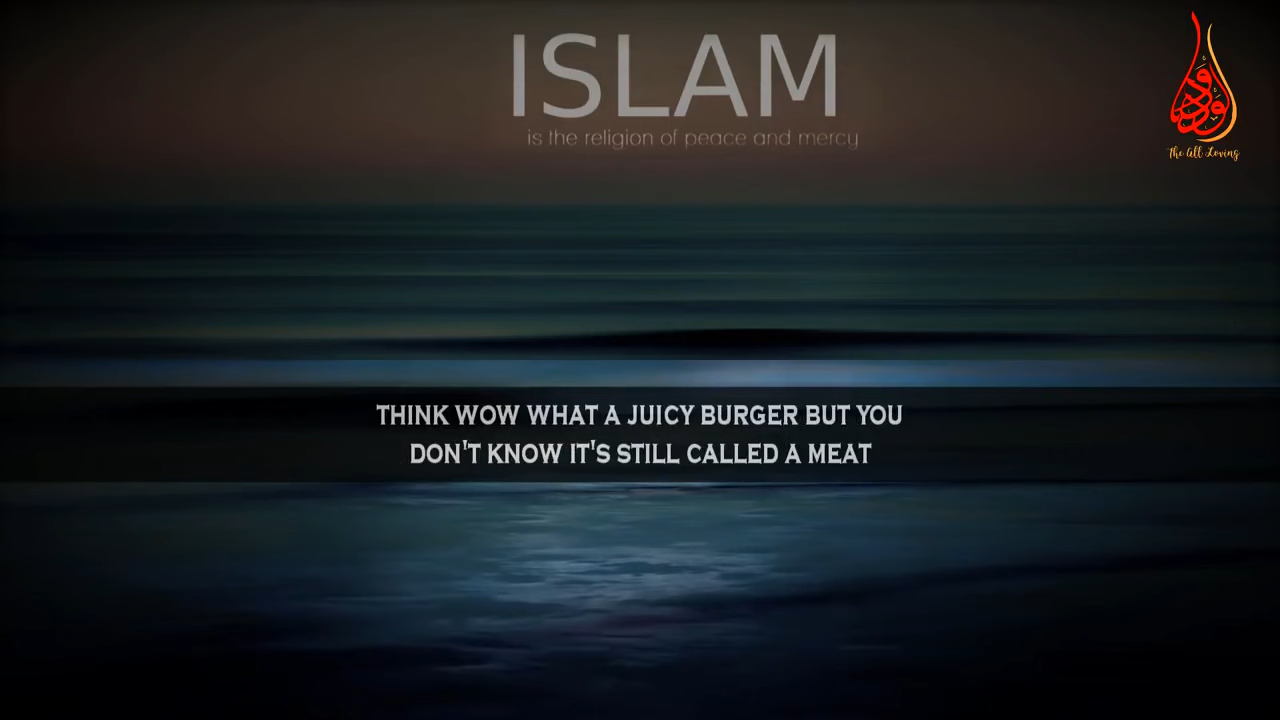 ISLAM
is the religion of peace and mercy
الودود
The All Loving
THINK WOW WHAT A JUICY BURGER BUT YOU
DON'T KNOW IT'S STILL CALLED A MEAT